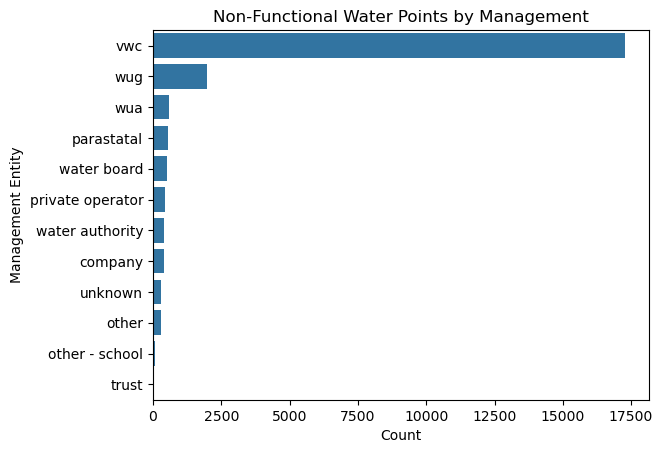 Non-Functional Water Points by Management
Management Entity
vwc
wug
wua
parastatal
water board
private operator
water authority
company
unknown
other
other - school
trust
0 2500 5000 7500 10000 12500 15000 17500
Count